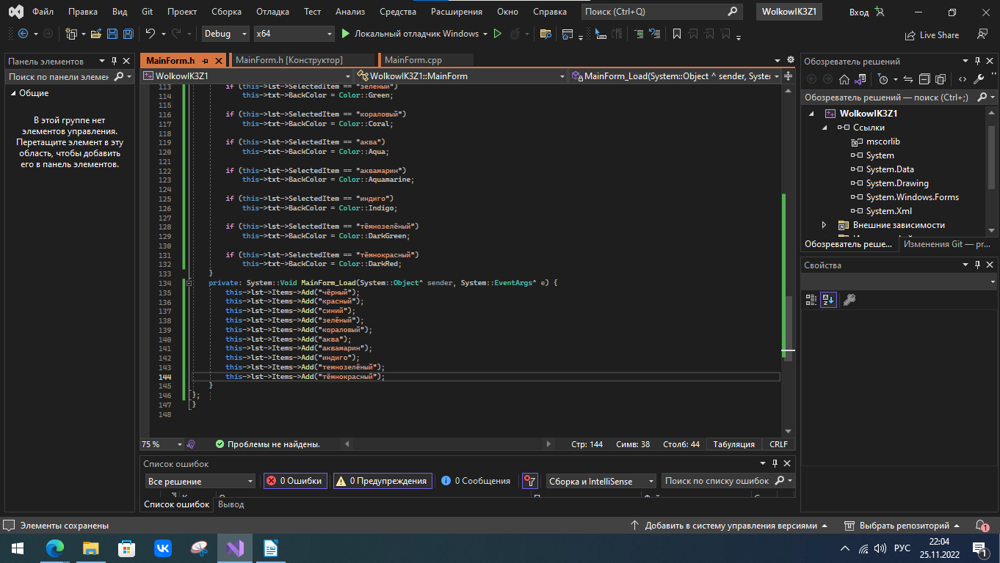 Файл Правка Вид Git Проект Сборка Отладка Тест Анализ Средства Расширения Окно Справка Поиск (Ctrl+Q) WolkowIK3Z1 Вход
Debug x64 Локальный отладчик Windows Live Share
Панель элементов
Поиск по панели элемен
Общие
В этой группе нет
элементов управления.
Перетащите элемент в эту
область, чтобы добавить
его в панель элементов.
MainForm.h MainForm.h [Конструктор] MainForm.cpp
WolkowIK3Z1 WolkowIK3Z1::MainForm MainForm_Load(System::Object ^ sender, System
113 if (this->lst->SelectedItem == "зелёный")
114 this->txt->BackColor = Color::Green;
115
116 if (this->lst->SelectedItem == "кораловый")
117 this->txt->BackColor = Color::Coral;
118
119 if (this->lst->SelectedItem == "аква")
120 this->txt->BackColor = Color::Aqua;
121
122 if (this->lst->SelectedItem == "аквамарин")
123 this->txt->BackColor = Color::Aquamarine;
124
125 if (this->lst->SelectedItem == "индиго")
126 this->txt->BackColor = Color::Indigo;
127
128 if (this->lst->SelectedItem == "тёмнозелёный")
129 this->txt->BackColor = Color::DarkGreen;
130
131 if (this->lst->SelectedItem == "тёмнокрасный")
132 this->txt->BackColor = Color::DarkRed;
133 }
134 private: System::Void MainForm_Load(System::Object^ sender, System::EventArgs^ e) {
135 this->lst->Items->Add("чёрный");
136 this->lst->Items->Add("красный");
137 this->lst->Items->Add("синий");
138 this->lst->Items->Add("зелёный");
139 this->lst->Items->Add("кораловый");
140 this->lst->Items->Add("аква");
141 this->lst->Items->Add("аквамарин");
142 this->lst->Items->Add("индиго");
143 this->lst->Items->Add("темнозелёный");
144 this->lst->Items->Add("тёмнокрасный");
145 }
146 };
147 }
148
75 % Проблемы не найдены. Стр: 144 Симв: 38 Столб: 44 Табуляция CRLF
Список ошибок
Все решение 0 Ошибки 0 Предупреждения 0 Сообщения Сборка и IntelliSense Поиск по списку ошибок
Список ошибок Вывод
Обозреватель решений
Обозреватель решений — поиск (Ctrl+;)
WolkowIK3Z1
Ссылки
mscorlib
System
System.Data
System.Drawing
System.Windows.Forms
System.Xml
Внешние зависимости
Обозреватель реше... Изменения Git — pr...
Свойства
Элементы сохранены Добавить в систему управления версиями Выбрать репозиторий 1
РУС 22:04
25.11.2022 1